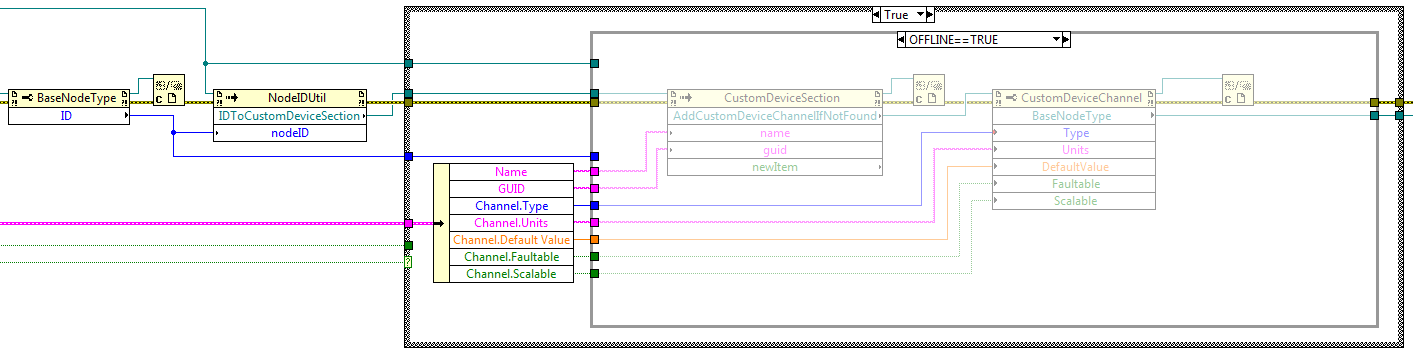 True
OFFLINE==TRUE
BaseNodeType
ID
C
NodeIDUtil
IDToCustomDeviceSection
nodeID
CustomDeviceSection
AddCustomDeviceChannelIfNotFound
name
guid
newItem
C
CustomDeviceChannel
BaseNodeType
Type
Units
DefaultValue
Faultable
Scalable
C
Name
GUID
Channel.Type
Channel.Units
Channel.Default Value
Channel.Faultable
Channel.Scalable
?